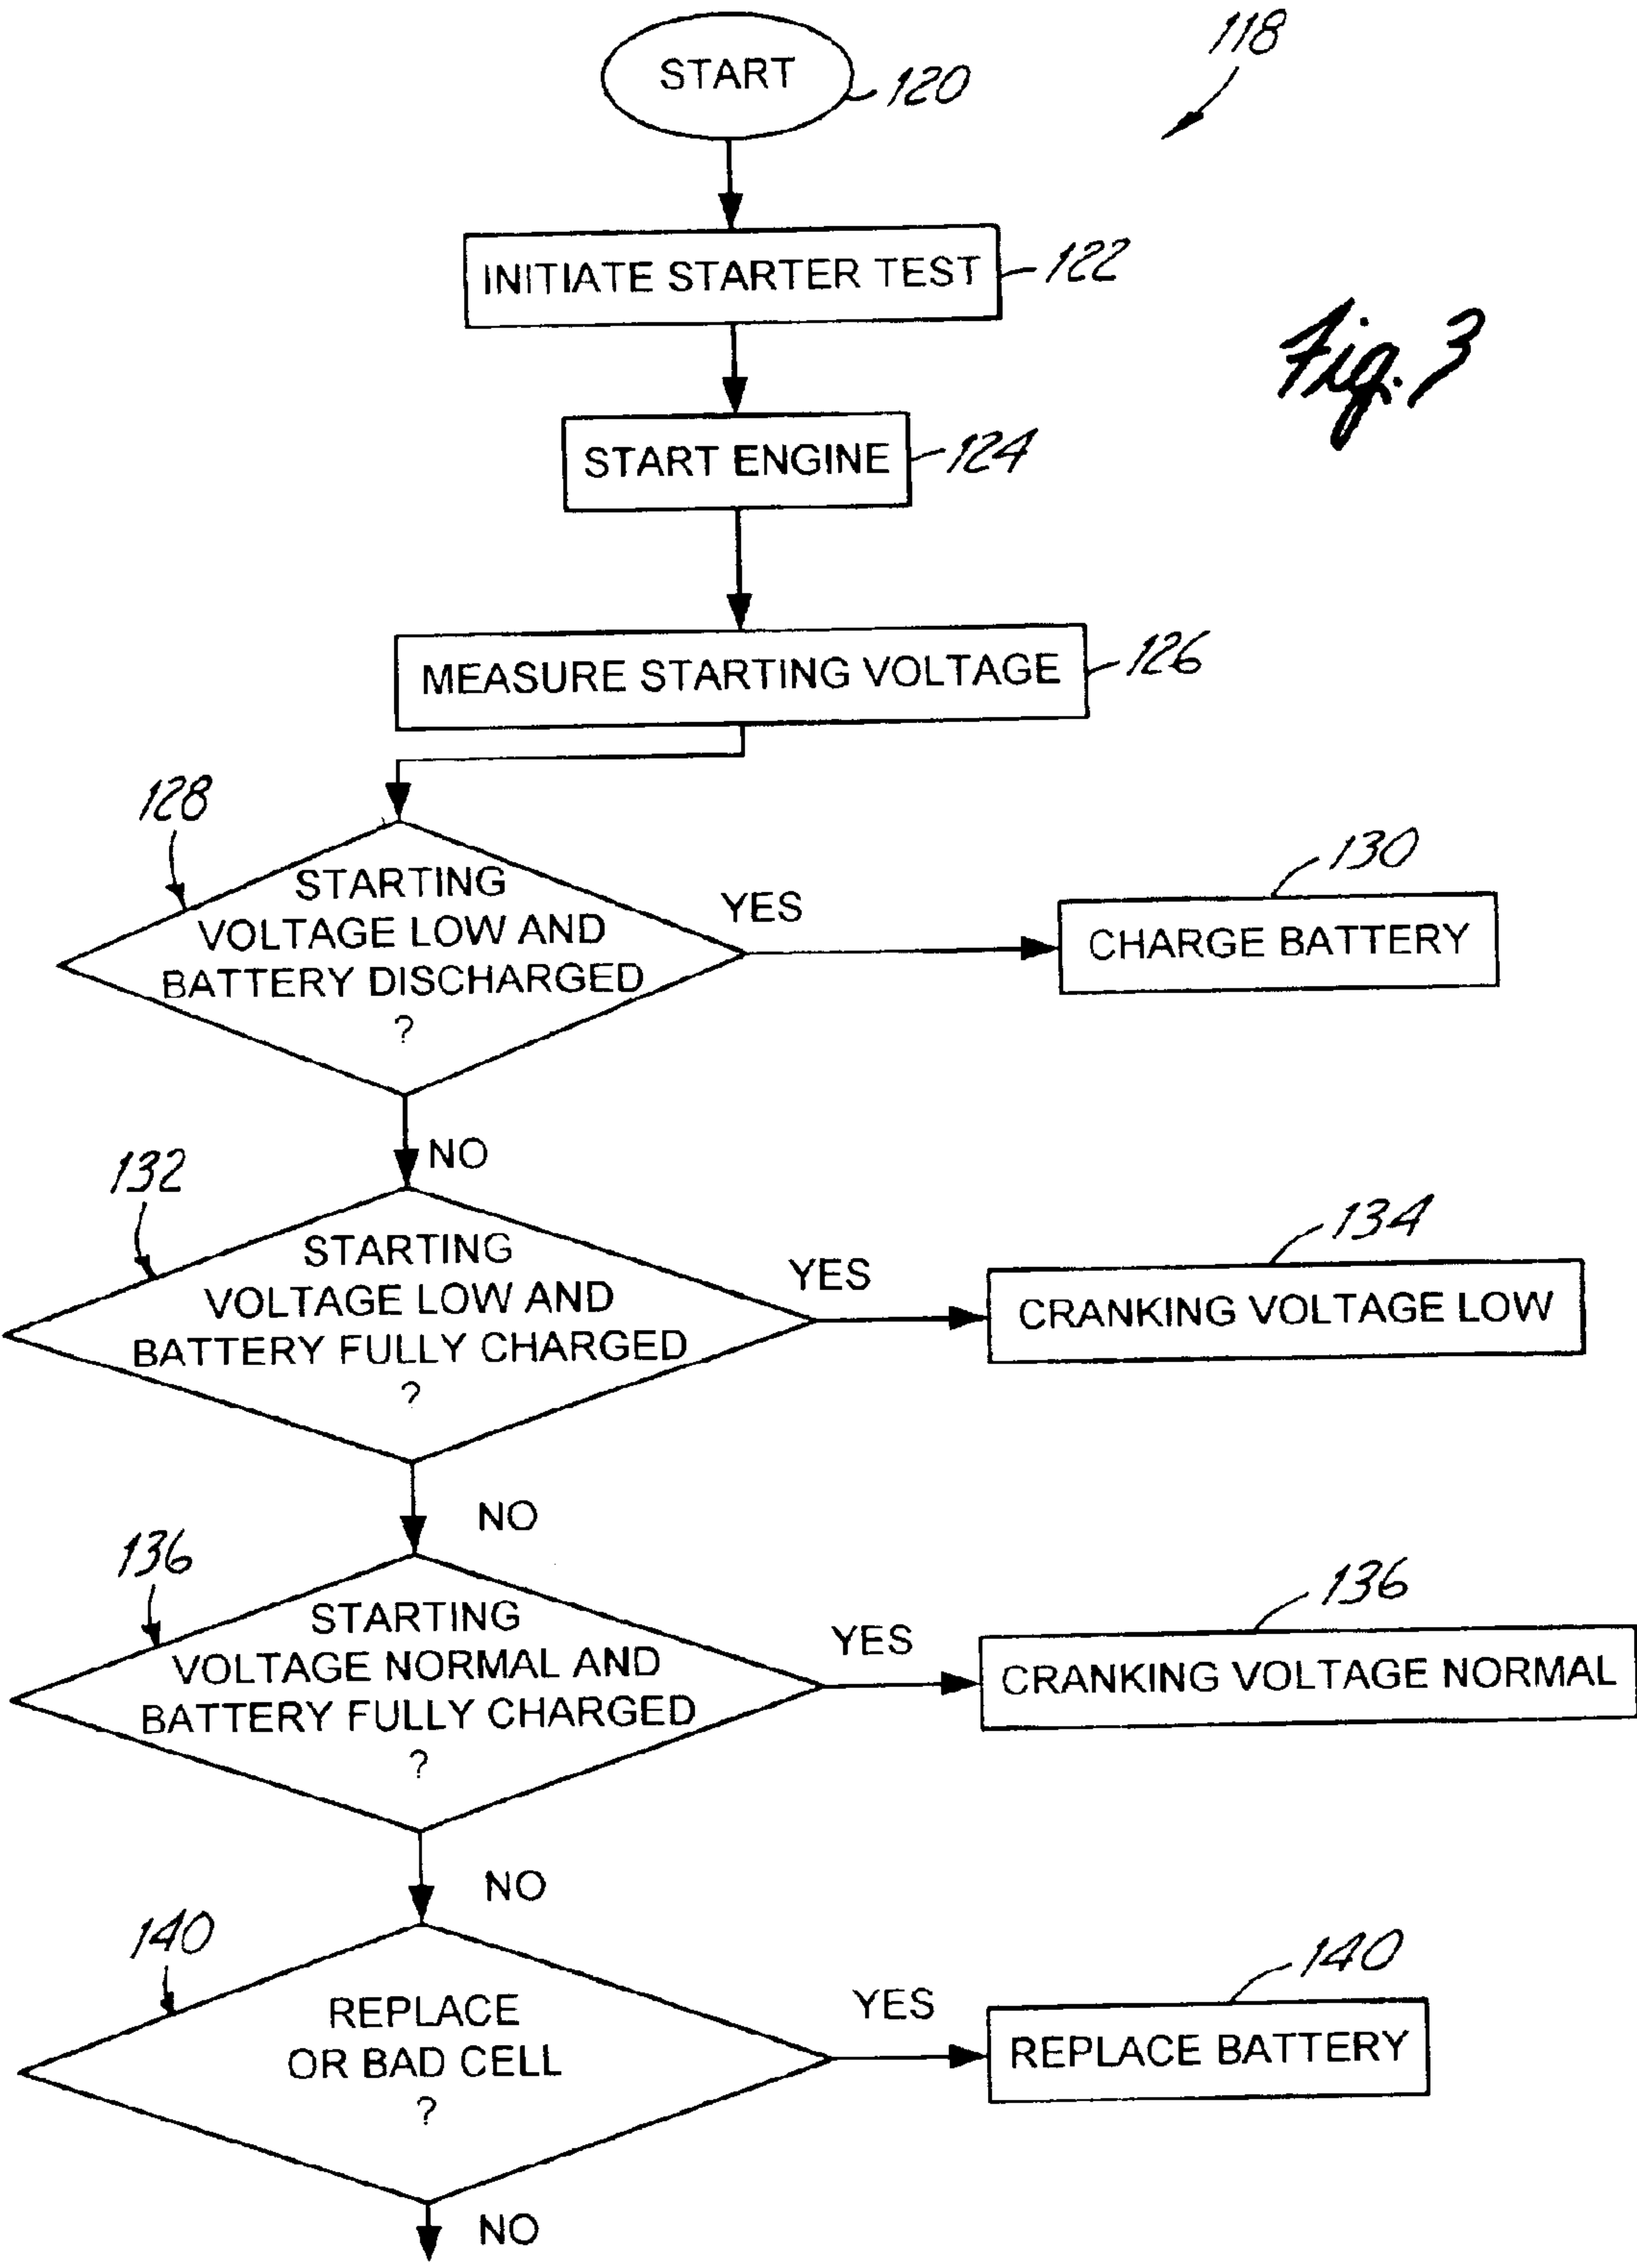 118
START
120
INITIATE STARTER TEST
122
Fig. 3
START ENGINE
124
MEASURE STARTING VOLTAGE
126
128
STARTING
VOLTAGE LOW AND
BATTERY DISCHARGED
?
YES
130
CHARGE BATTERY
NO
132
STARTING
VOLTAGE LOW AND
BATTERY FULLY CHARGED
?
YES
134
CRANKING VOLTAGE LOW
NO
136
STARTING
VOLTAGE NORMAL AND
BATTERY FULLY CHARGED
?
YES
136
CRANKING VOLTAGE NORMAL
NO
140
REPLACE
OR BAD CELL
?
YES
140
REPLACE BATTERY
NO